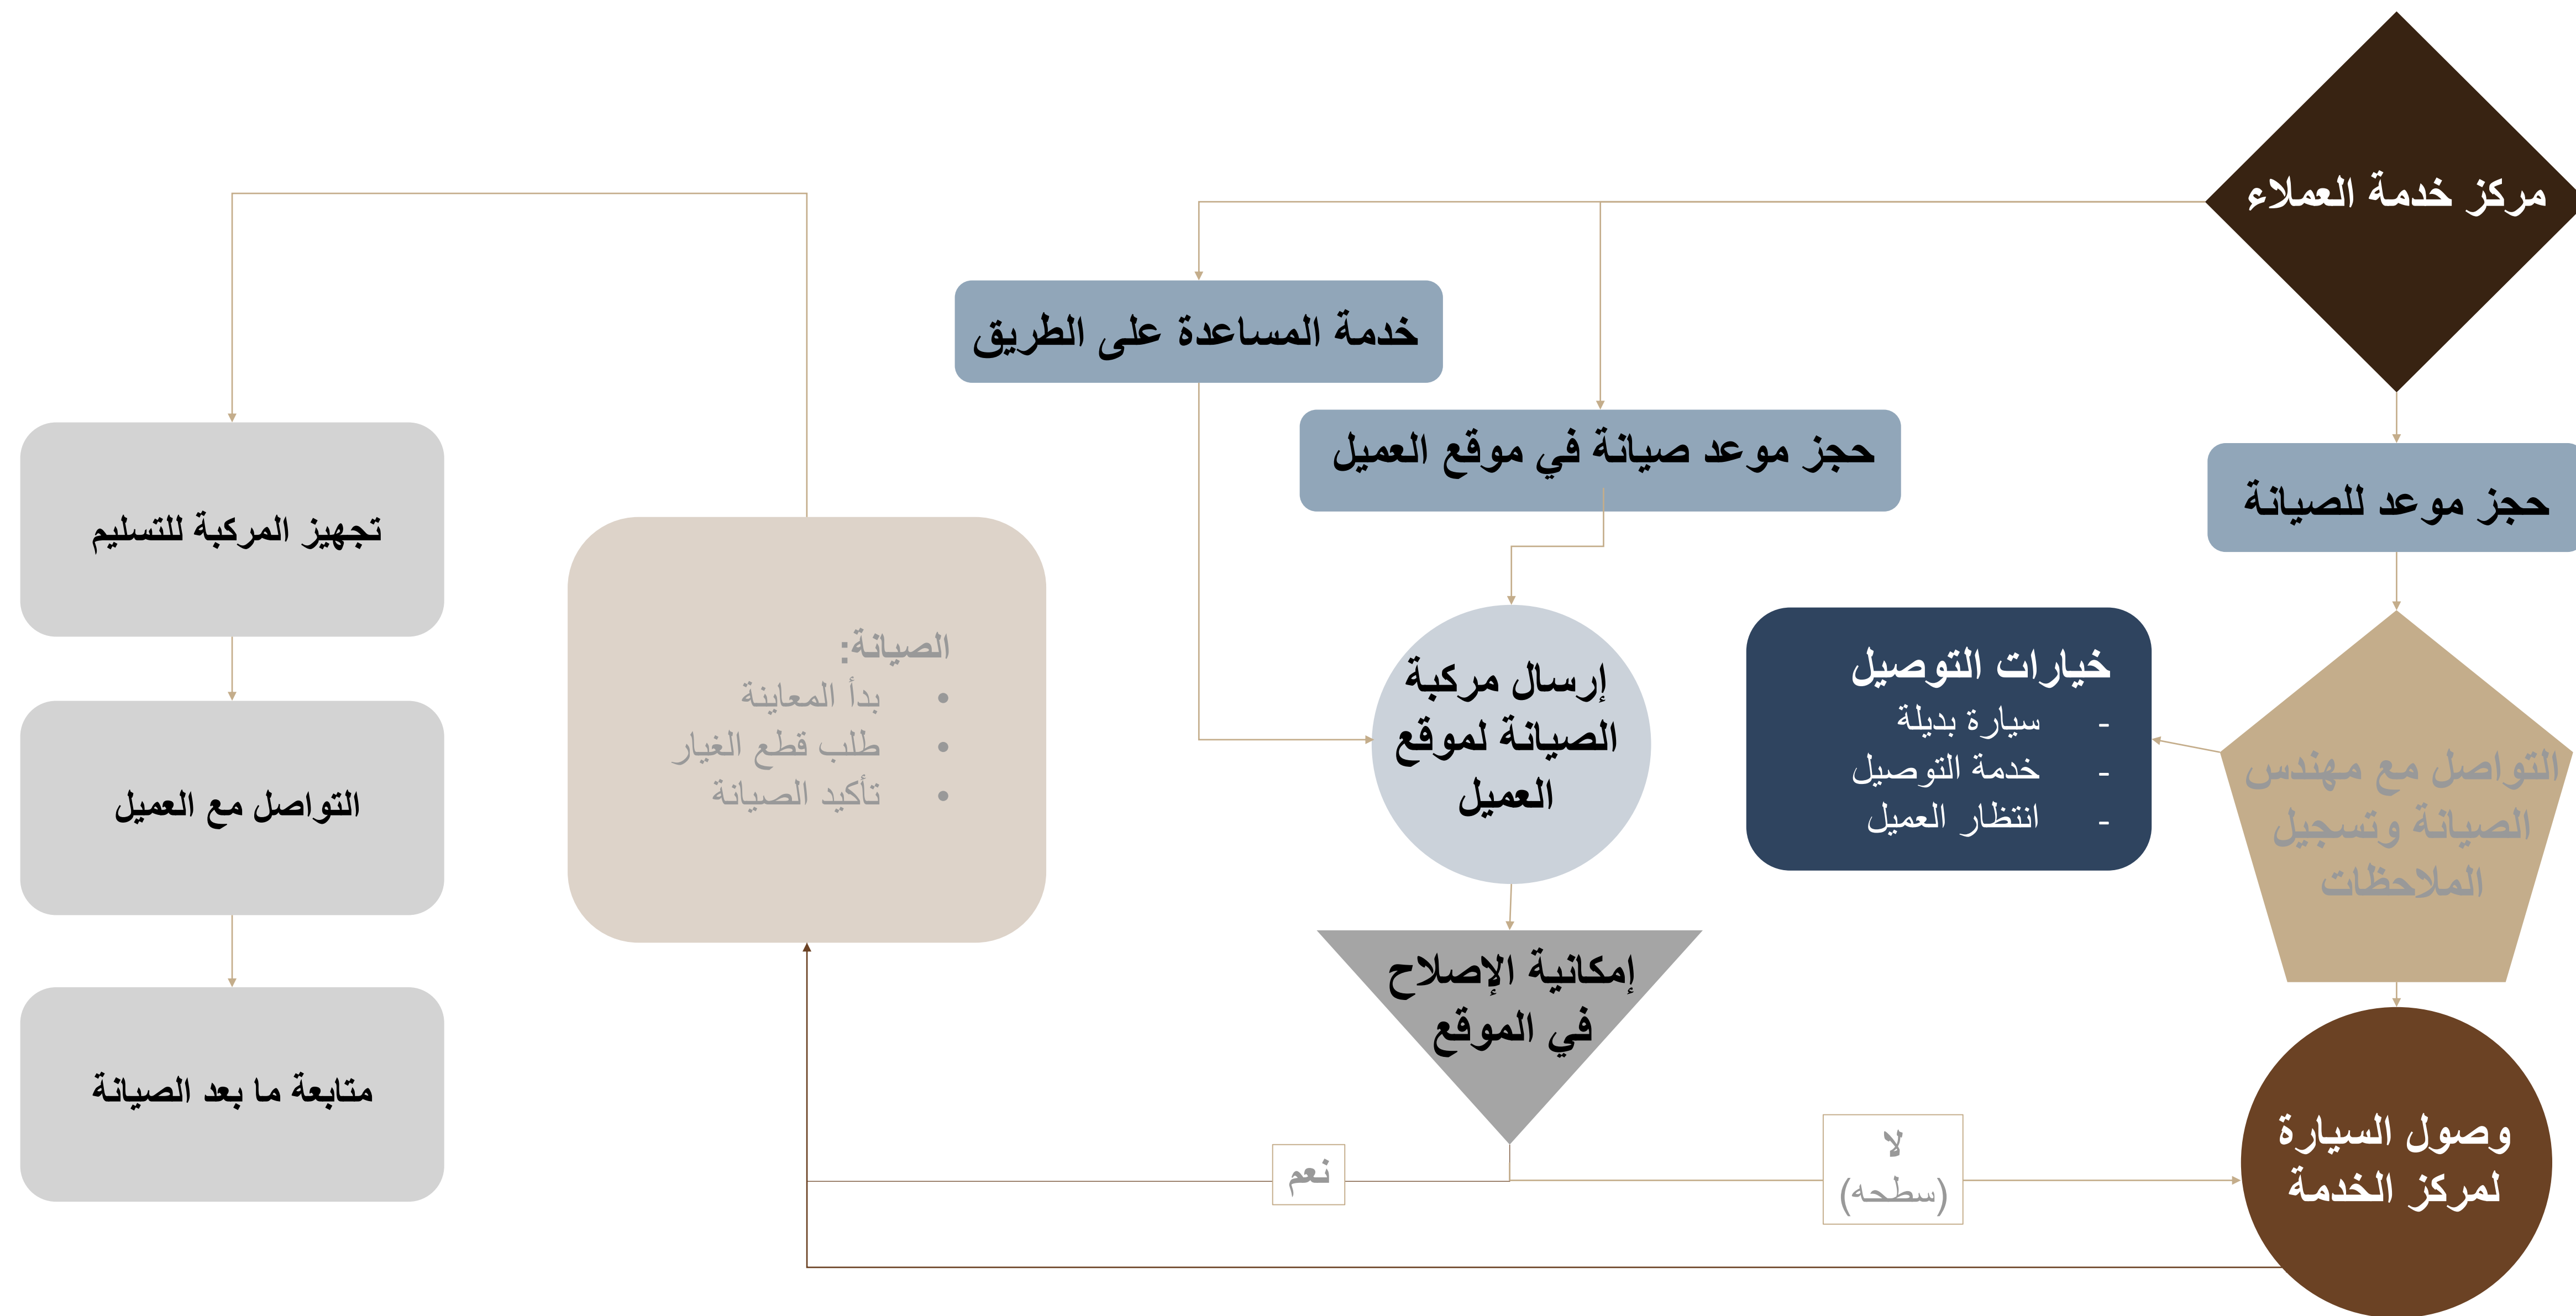 مركز خدمة العملاء
خدمة المساعدة على الطريق
حجز موعد صيانة في موقع العميل
حجز موعد للصيانة
التواصل مع مهندس
الصيانة وتسجيل
الملاحظات
خيارات التوصيل
- سيارة بديلة
- خدمة التوصيل
- انتظار العميل
إرسال مركبة
الصيانة لموقع
العميل
إمكانية الإصلاح
في الموقع
لا
(سطحه)
نعم
وصول السيارة
لمركز الخدمة
الصيانة:
• بدأ المعاينة
• طلب قطع الغيار
• تأكيد الصيانة
تجهيز المركبة للتسليم
التواصل مع العميل
متابعة ما بعد الصيانة